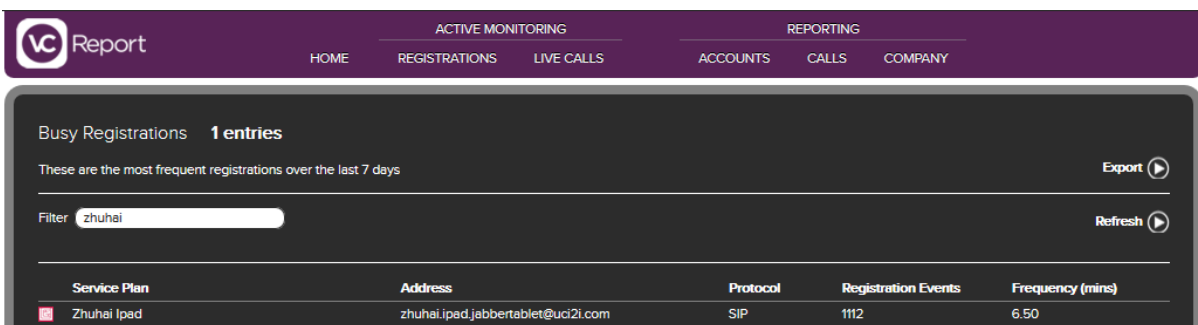 VC Report
ACTIVE MONITORING REPORTING
HOME REGISTRATIONS LIVE CALLS ACCOUNTS CALLS COMPANY
Busy Registrations 1 entries
These are the most frequent registrations over the last 7 days Export
Filter zhuhai Refresh
Service Plan Address Protocol Registration Events Frequency (mins)
Zhuhai Ipad zhuhai.ipad.jabbertablet@uci2i.com SIP 1112 6.50